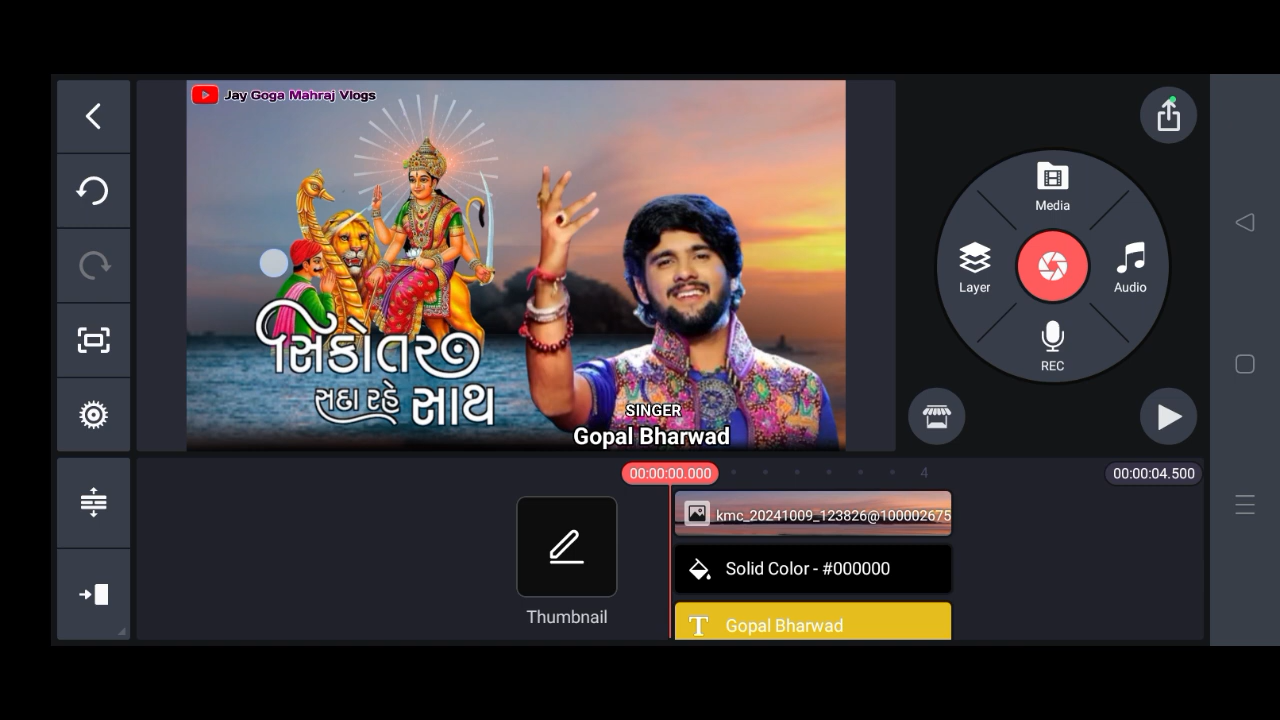 Jay Goga Mahraj Vlogs
Media
Layer
Audio
REC
સિકોતર
સદા રહે સાથ
SINGER
Gopal Bharwad
00:00:00.000
4
00:00:04.500
kmc_20241009_123826@100002675
Solid Color - #000000
Thumbnail
T Gopal Bharwad